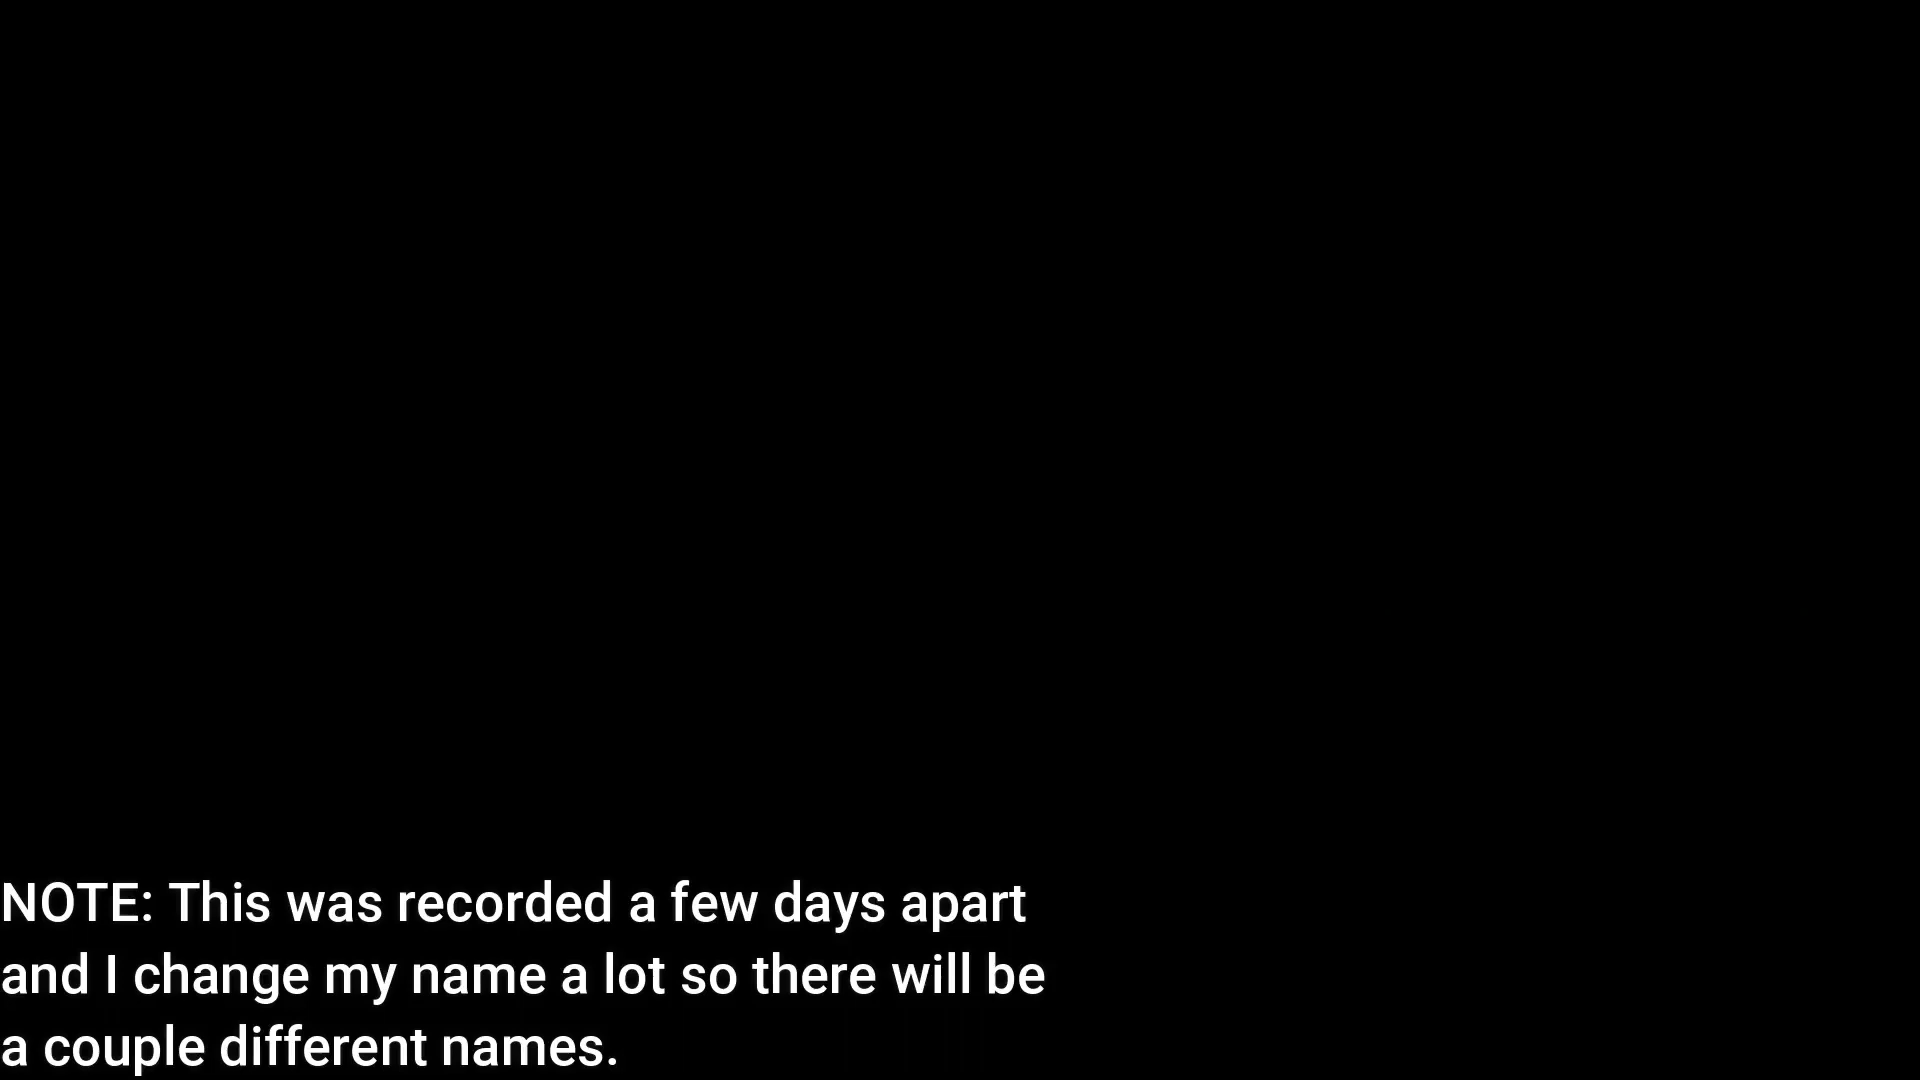 NOTE: This was recorded a few days apart
and I change my name a lot so there will be
a couple different names.